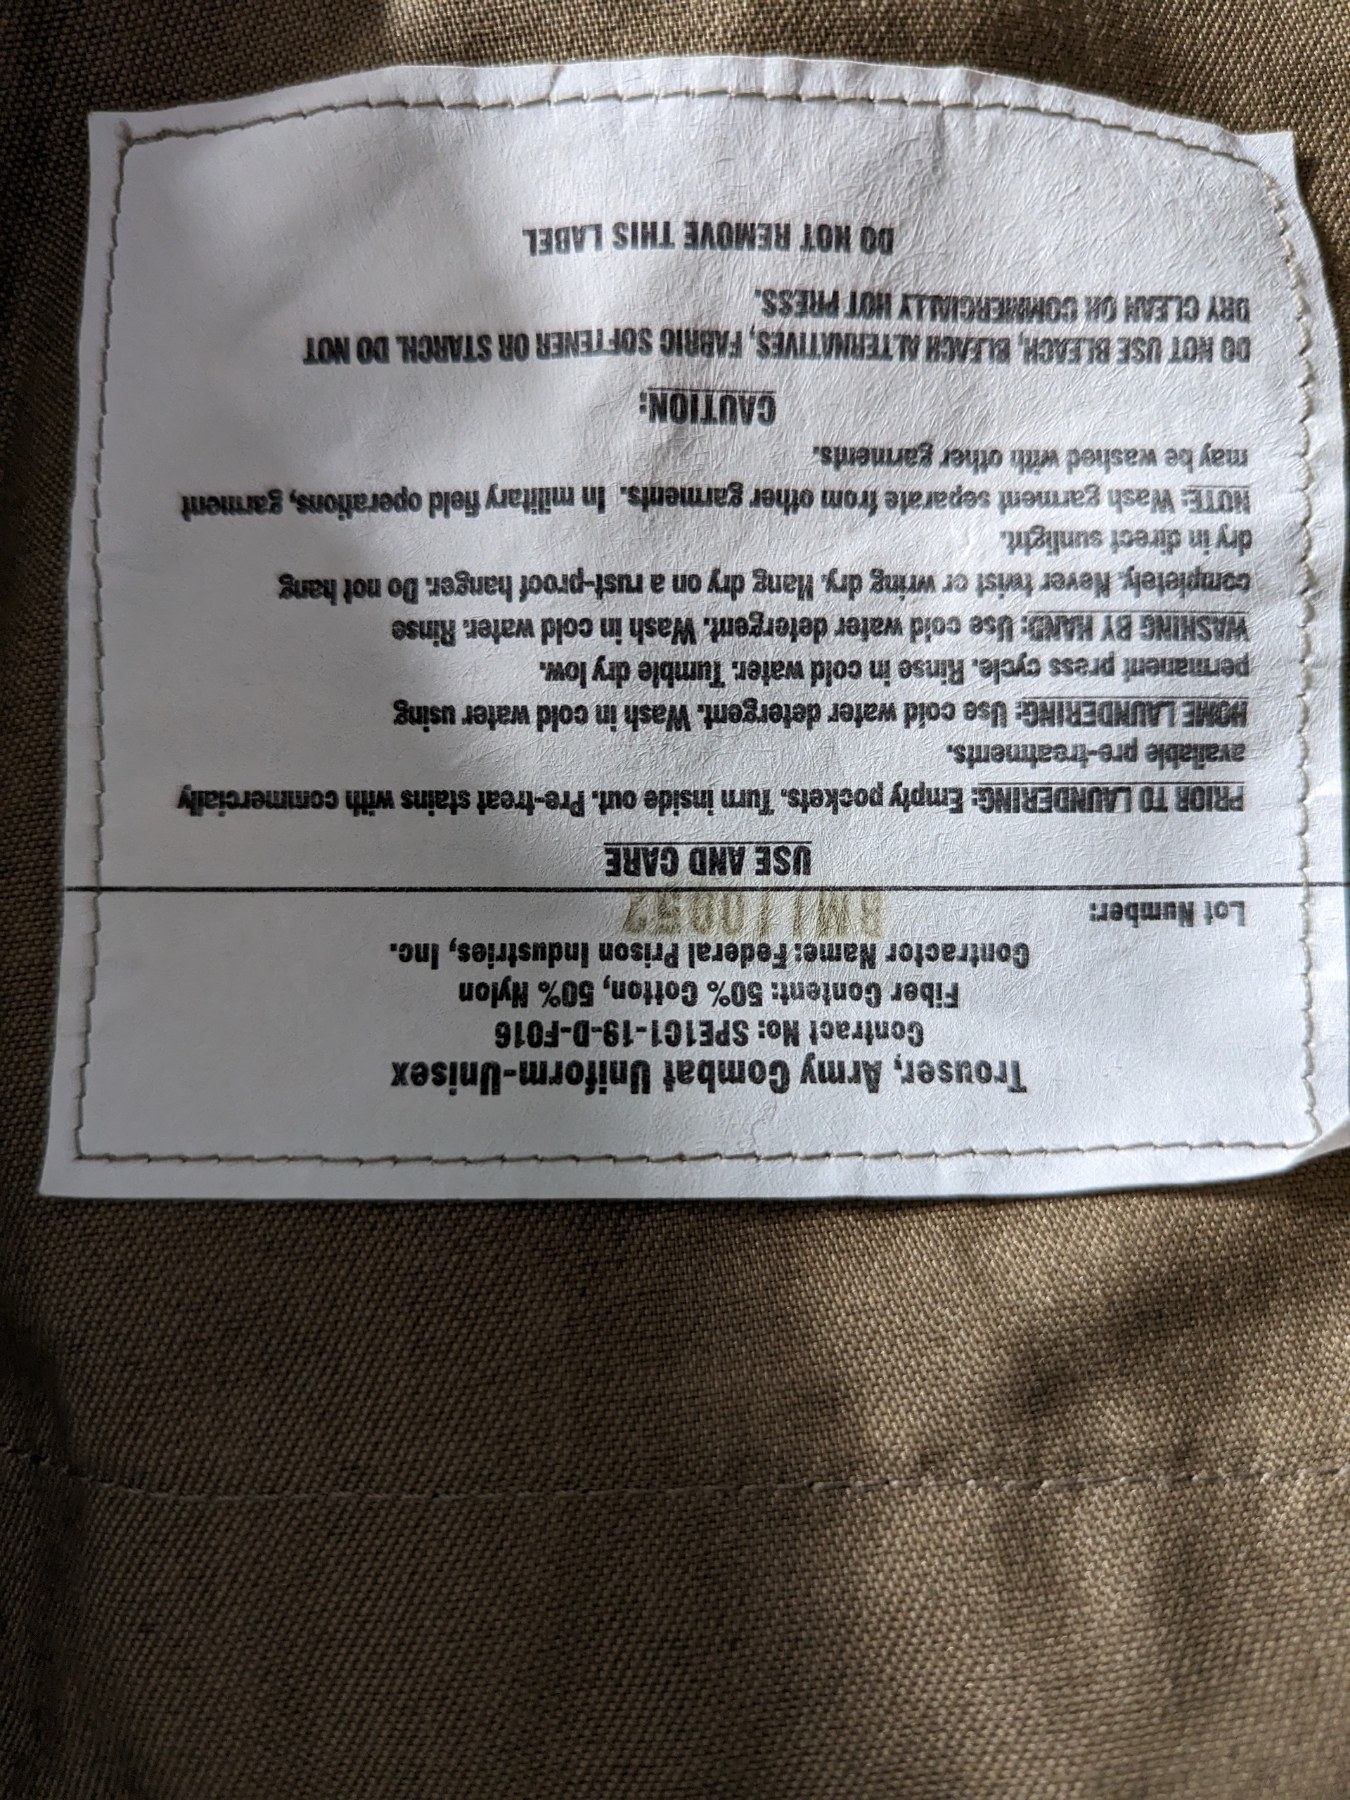 Trouser, Army Combat Uniform-Unisex
Contract No: SPE1C1-19-D-F016
Fiber Content: 50% Cotton, 50% Nylon
Contractor Name: Federal Prison Industries, Inc.
Lot Number:
USE AND CARE
PRIOR TO LAUNDERING: Empty pockets. Turn inside out. Pre-treat stains with commercially
available pre-treatments.
HOME LAUNDERING: Use cold water detergent. Wash in cold water using
permanent press cycle. Rinse in cold water. Tumble dry low.
WASHING BY HAND: Use cold water detergent. Wash in cold water. Rinse
completely. Never twist or wring dry. Hang dry on a rust-proof hanger. Do not hang
dry in direct sunlight.
NOTE: Wash garment separate from other garments. In military field operations, garment
may be washed with other garments.
CAUTION:
DO NOT USE BLEACH, BLEACH ALTERNATIVES, FABRIC SOFTENER OR STARCH. DO NOT
DRY CLEAN OR COMMERCIALLY HOT PRESS.
DO NOT REMOVE THIS LABEL